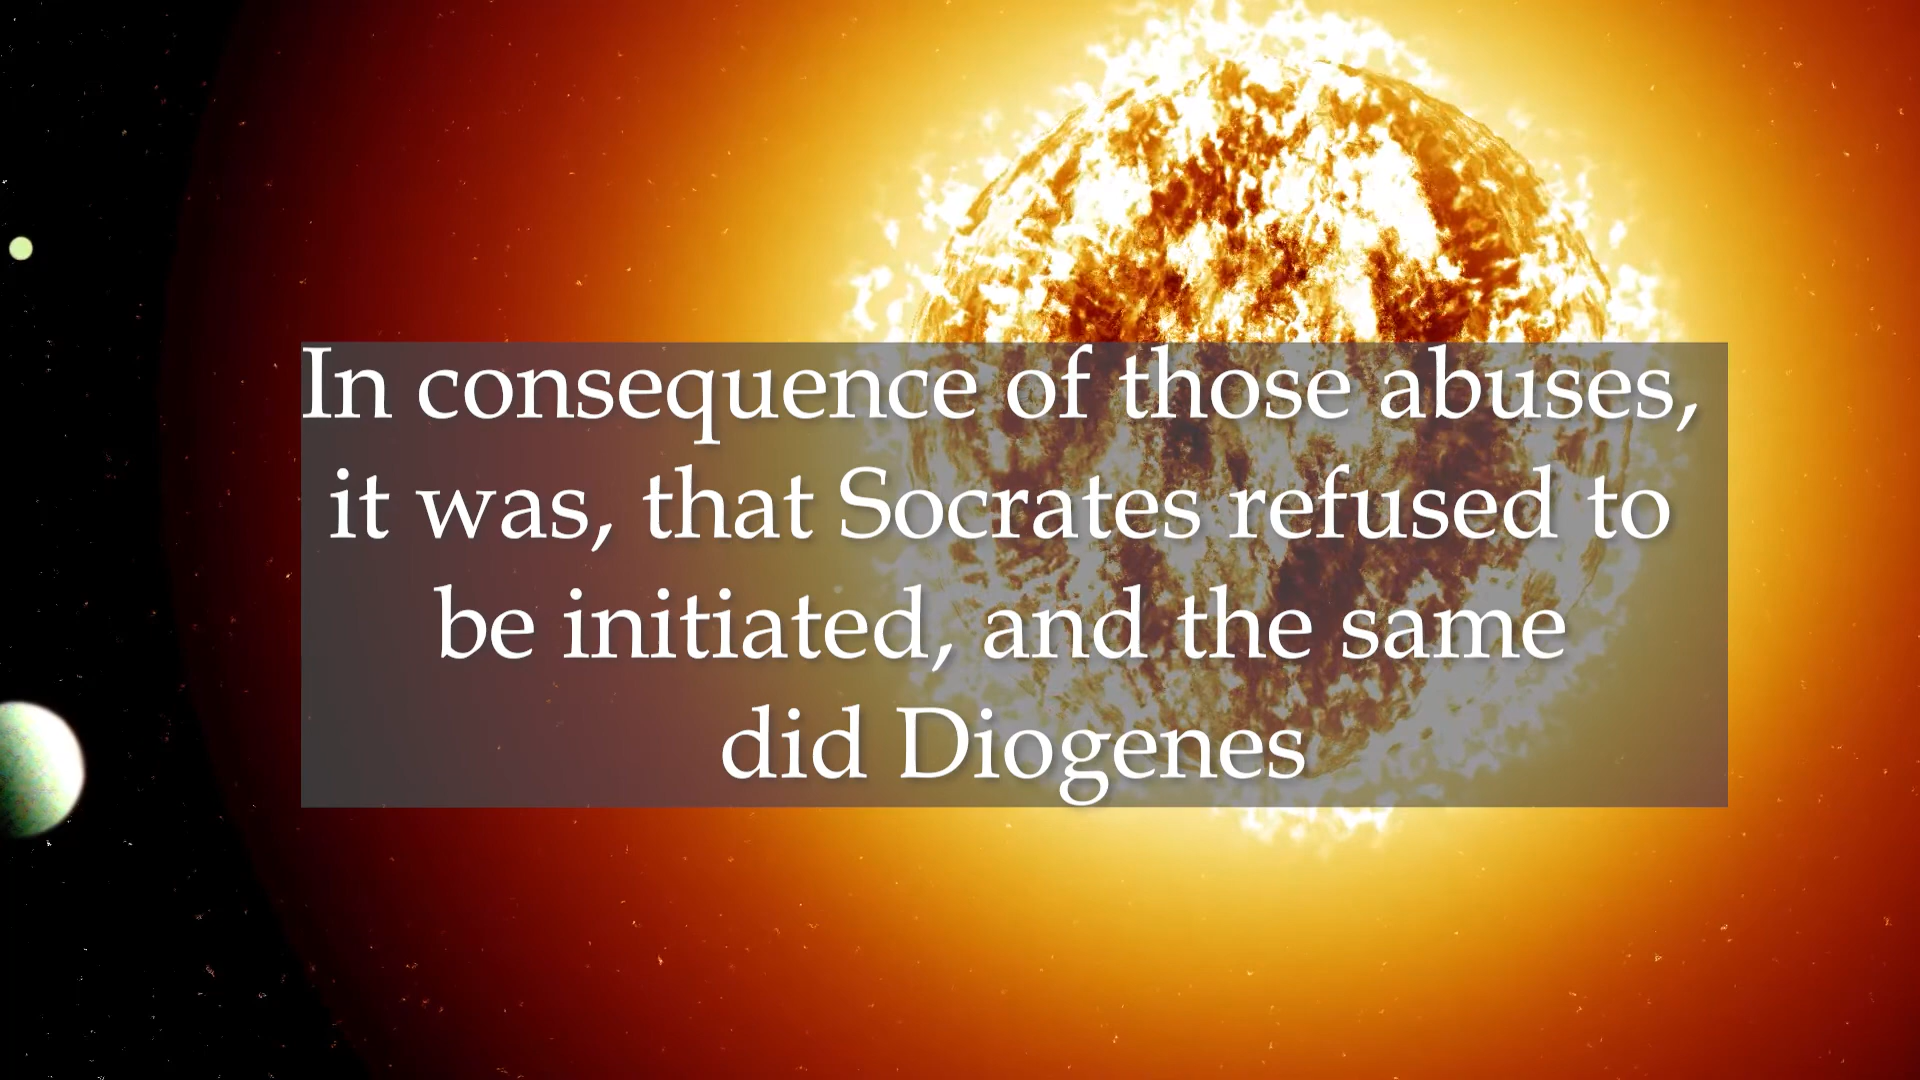 In consequence of those abuses,
it was, that Socrates refused to
be initiated, and the same
did Diogenes